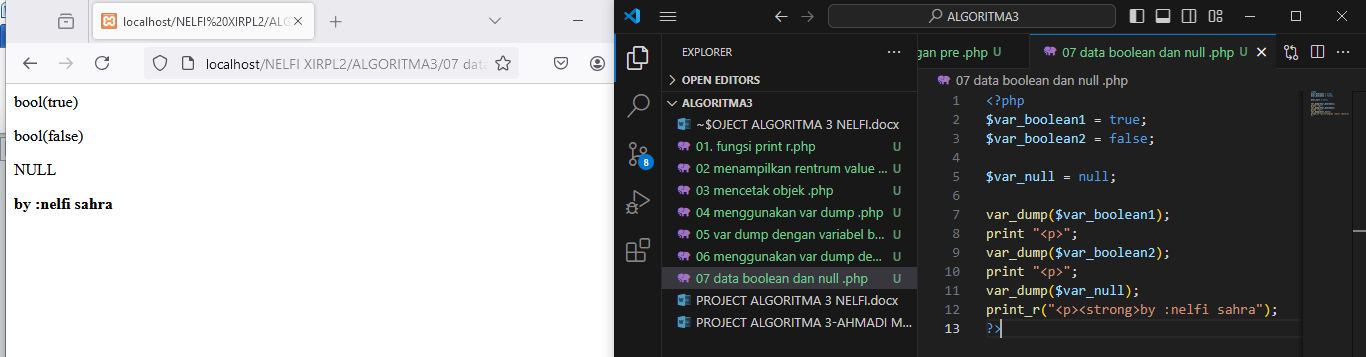 localhost/NELFI%20XIRPL2/ALG
localhost/NELFI XIRPL2/ALGORITMA3/07 data
bool(true)
bool(false)
NULL
by :nelfi sahra
ALGORITMA3
EXPLORER
OPEN EDITORS
ALGORITMA3
~$OJECT ALGORITMA 3 NELFI.docx
01. fungsi print r.php U
02 menampilkan rentrum value ... U
03 mencetak objek .php U
04 menggunakan var dump .php U
05 var dump dengan variabel b... U
06 menggunakan var dump de... U
07 data boolean dan null .php U
PROJECT ALGORITMA 3 NELFI.docx
PROJECT ALGORITMA 3-AHMADI M...
8
gan pre .php U
07 data boolean dan null .php U
07 data boolean dan null .php
1 <?php
2 $var_boolean1 = true;
3 $var_boolean2 = false;
4
5 $var_null = null;
6
7 var_dump($var_boolean1);
8 print "<p>";
9 var_dump($var_boolean2);
10 print "<p>";
11 var_dump($var_null);
12 print_r("<p><strong>by :nelfi sahra");
13 ?>